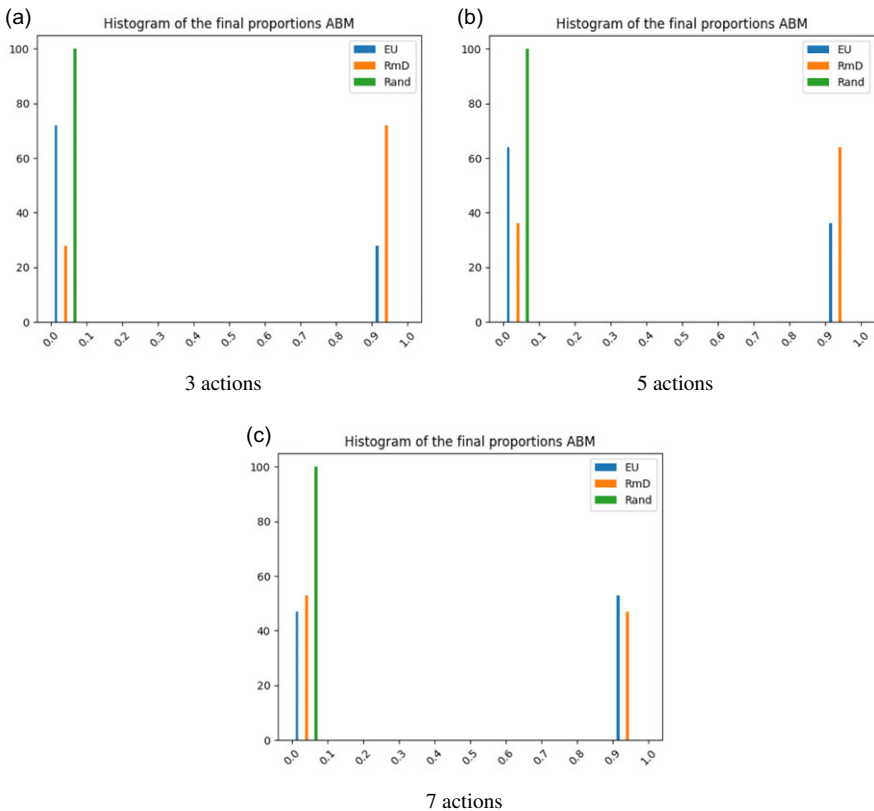 (a)
Histogram of the final proportions ABM
EU
RmD
Rand
100
80
60
40
20
0
0.0 0.1 0.2 0.3 0.4 0.5 0.6 0.7 0.8 0.9 1.0
3 actions
(b)
Histogram of the final proportions ABM
EU
RmD
Rand
100
80
60
40
20
0
0.0 0.1 0.2 0.3 0.4 0.5 0.6 0.7 0.8 0.9 1.0
5 actions
(c)
Histogram of the final proportions ABM
EU
RmD
Rand
100
80
60
40
20
0
0.0 0.1 0.2 0.3 0.4 0.5 0.6 0.7 0.8 0.9 1.0
7 actions